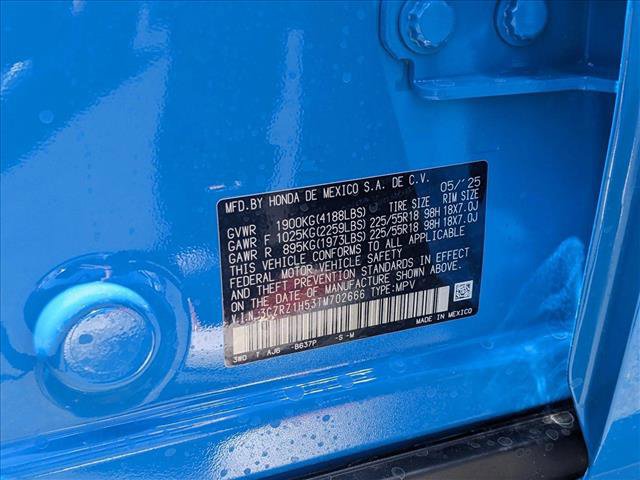 MFD.BY HONDA DE MEXICO S.A. DE C.V. 05/'25
TIRE SIZE RIM SIZE
GVWR 1900KG(4188LBS)
GAWR F 1025KG(2259LBS) 225/55R18 98H 18X7.0J
GAWR R 895KG(1973LBS) 225/55R18 98H 18X7.0J
THIS VEHICLE CONFORMS TO ALL APPLICABLE
FEDERAL MOTOR VEHICLE SAFETY
AND THEFT PREVENTION STANDARDS IN EFFECT
ON THE DATE OF MANUFACTURE SHOWN ABOVE.
V.I.N. 3CZRZ1H53TM702666 TYPE:MPV
3WD T AJ6 -B637P -S -M MADE IN MEXICO